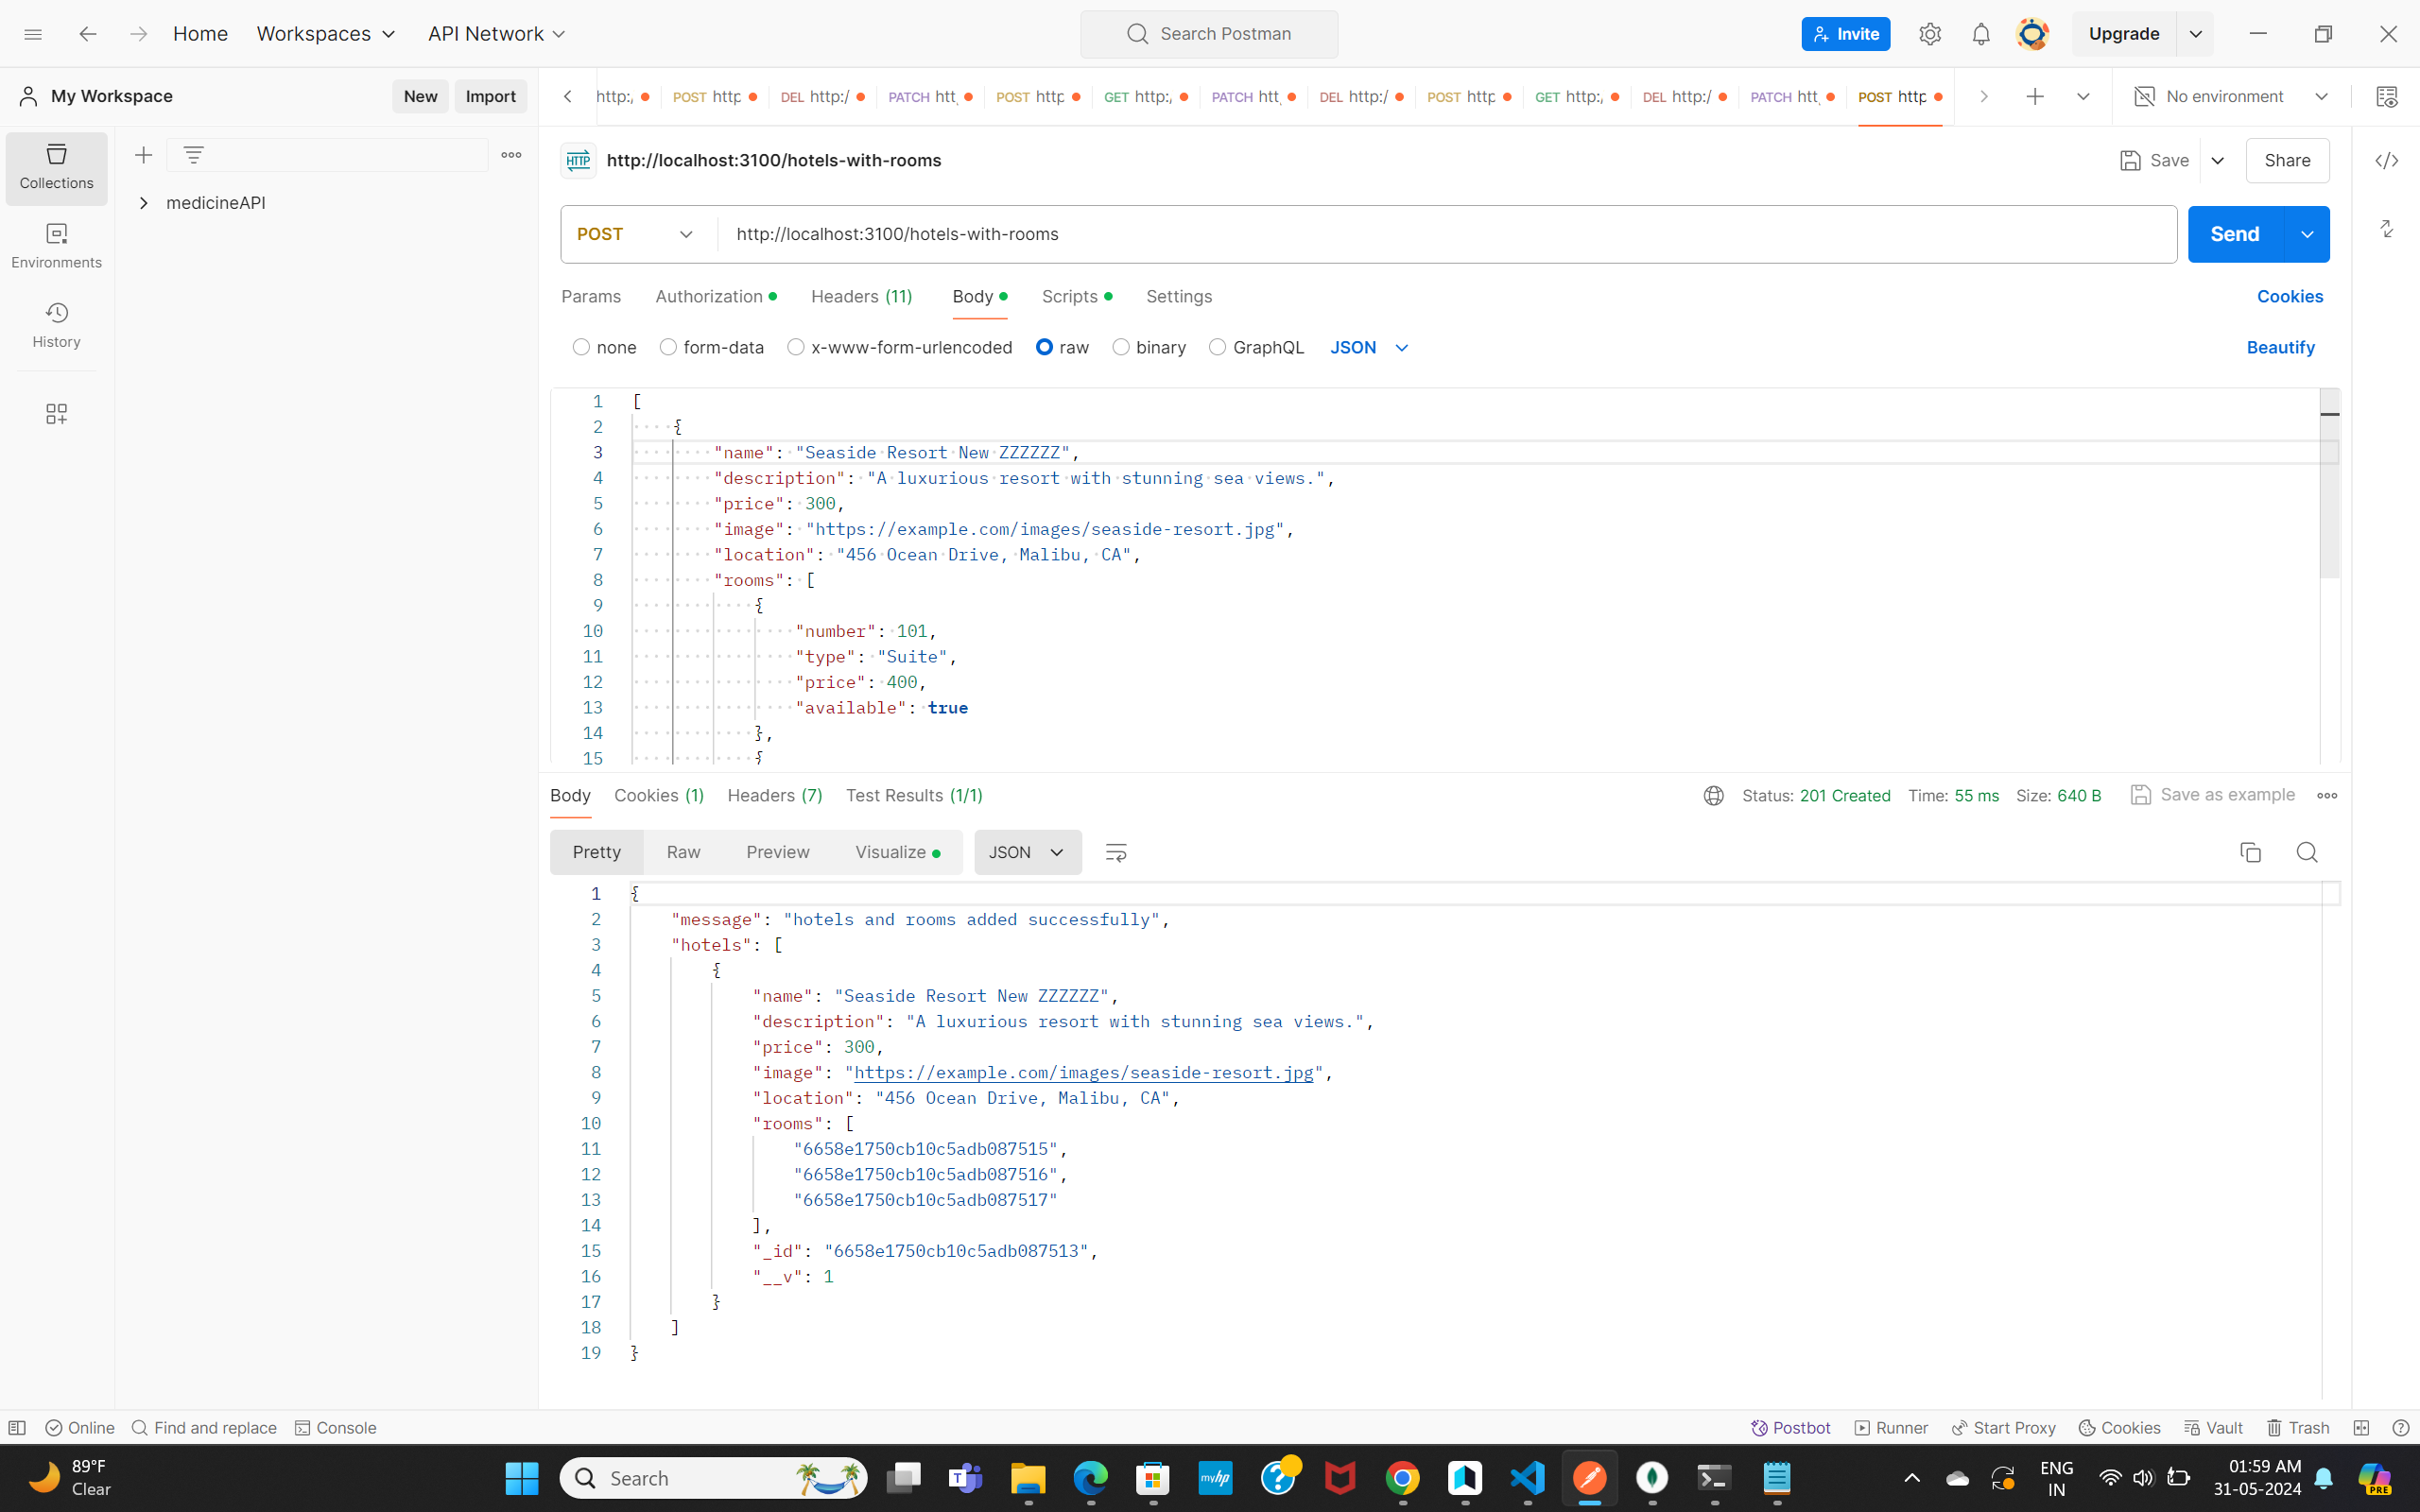 Home
Workspaces
API Network
Search Postman
Invite
Upgrade
My Workspace
New
Import
http:/
POST http
DEL http:/
PATCH htt
POST http
GET http:/
PATCH htt
DEL http:/
POST http
GET http:/
DEL http:/
PATCH htt
POST http
No environment
Collections
Environments
History
medicineAPI
HTTP
http://localhost:3100/hotels-with-rooms
Save
Share
POST
http://localhost:3100/hotels-with-rooms
Send
Params
Authorization
Headers (11)
Body
Scripts
Settings
Cookies
none
form-data
x-www-form-urlencoded
raw
binary
GraphQL
JSON
Beautify
1 [
2 {
3 "name": "Seaside Resort New ZZZZZZ",
4 "description": "A luxurious resort with stunning sea views.",
5 "price": 300,
6 "image": "https://example.com/images/seaside-resort.jpg",
7 "location": "456 Ocean Drive, Malibu, CA",
8 "rooms": [
9 {
10 "number": 101,
11 "type": "Suite",
12 "price": 400,
13 "available": true
14 },
15 {
Body
Cookies (1)
Headers (7)
Test Results (1/1)
Status: 201 Created
Time: 55 ms
Size: 640 B
Save as example
Pretty
Raw
Preview
Visualize
JSON
1 {
2 "message": "hotels and rooms added successfully",
3 "hotels": [
4 {
5 "name": "Seaside Resort New ZZZZZZ",
6 "description": "A luxurious resort with stunning sea views.",
7 "price": 300,
8 "image": "https://example.com/images/seaside-resort.jpg",
9 "location": "456 Ocean Drive, Malibu, CA",
10 "rooms": [
11 "6658e1750cb10c5adb087515",
12 "6658e1750cb10c5adb087516",
13 "6658e1750cb10c5adb087517"
14 ],
15 "_id": "6658e1750cb10c5adb087513",
16 "__v": 1
17 }
18 ]
19 }
Online
Find and replace
Console
Postbot
Runner
Start Proxy
Cookies
Vault
Trash
89°F
Clear
Search
T
myhp
ENG
IN
01:59 AM
31-05-2024
PRE